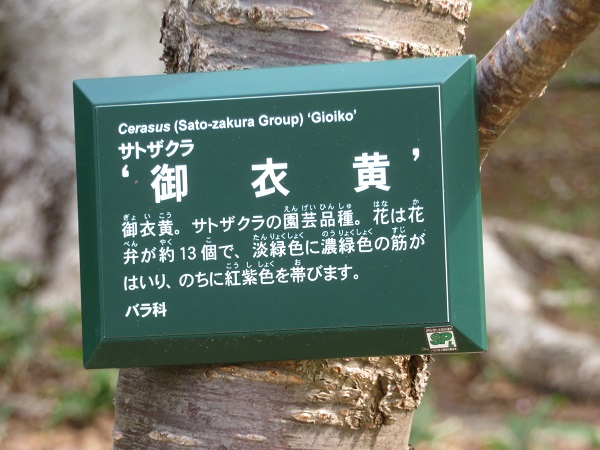 Cerasus (Sato-zakura Group) ‘Gioiko’
サトザクラ
‘御衣黄’
御衣黄。サトザクラの園芸品種。花は花
弁が約13個で、淡緑色に濃緑色の筋が
はいり、のちに紅紫色を帯びます。
バラ科